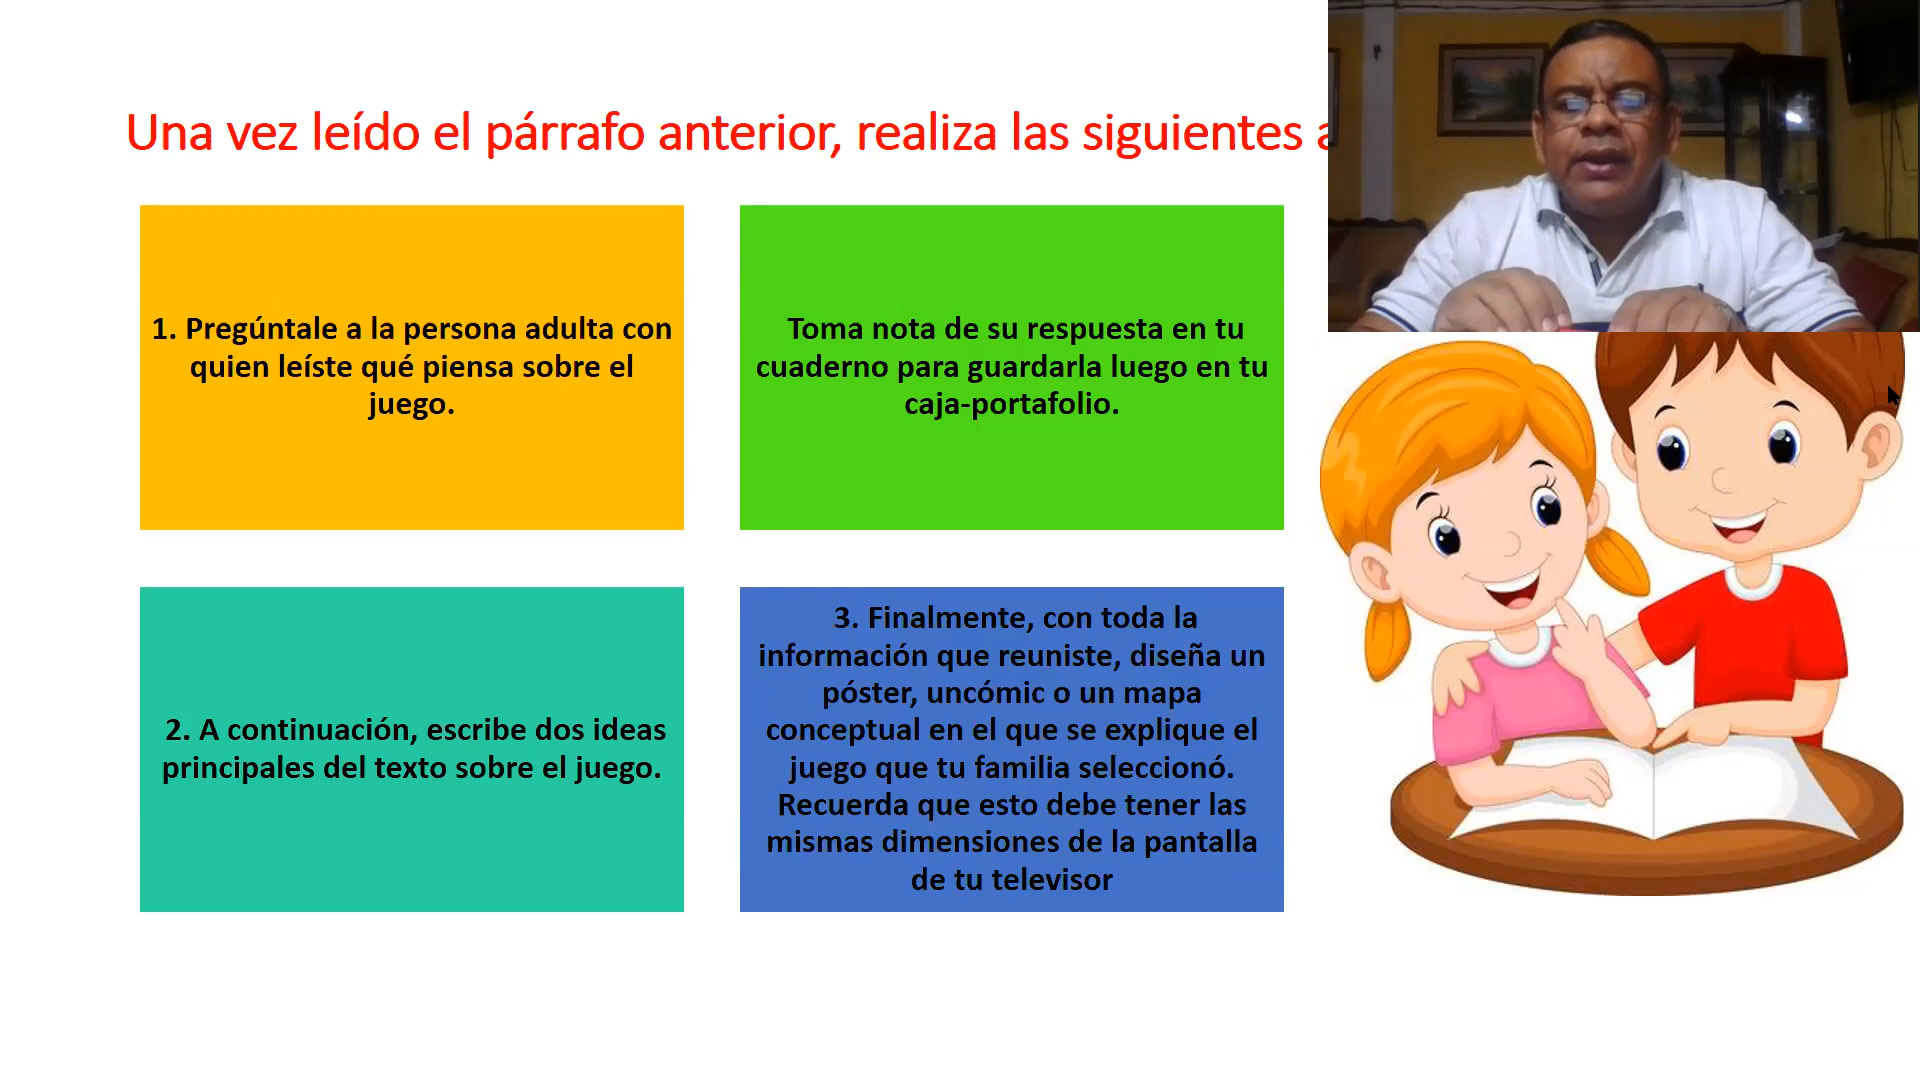 Una vez leído el párrafo anterior, realiza las siguientes
1. Pregúntale a la persona adulta con
quien leíste qué piensa sobre el
juego.
Toma nota de su respuesta en tu
cuaderno para guardarla luego en tu
caja-portafolio.
2. A continuación, escribe dos ideas
principales del texto sobre el juego.
3. Finalmente, con toda la
información que reuniste, diseña un
póster, uncómic o un mapa
conceptual en el que se explique el
juego que tu familia seleccionó.
Recuerda que esto debe tener las
mismas dimensiones de la pantalla
de tu televisor